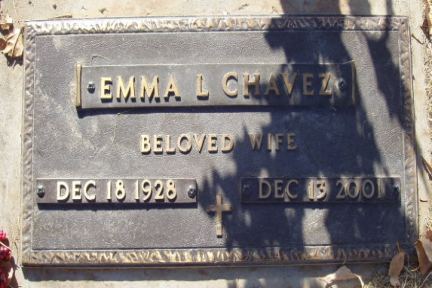 EMMA L CHAVEZ
BELOVED WIFE
DEC 18 1928 DEC 13 2001